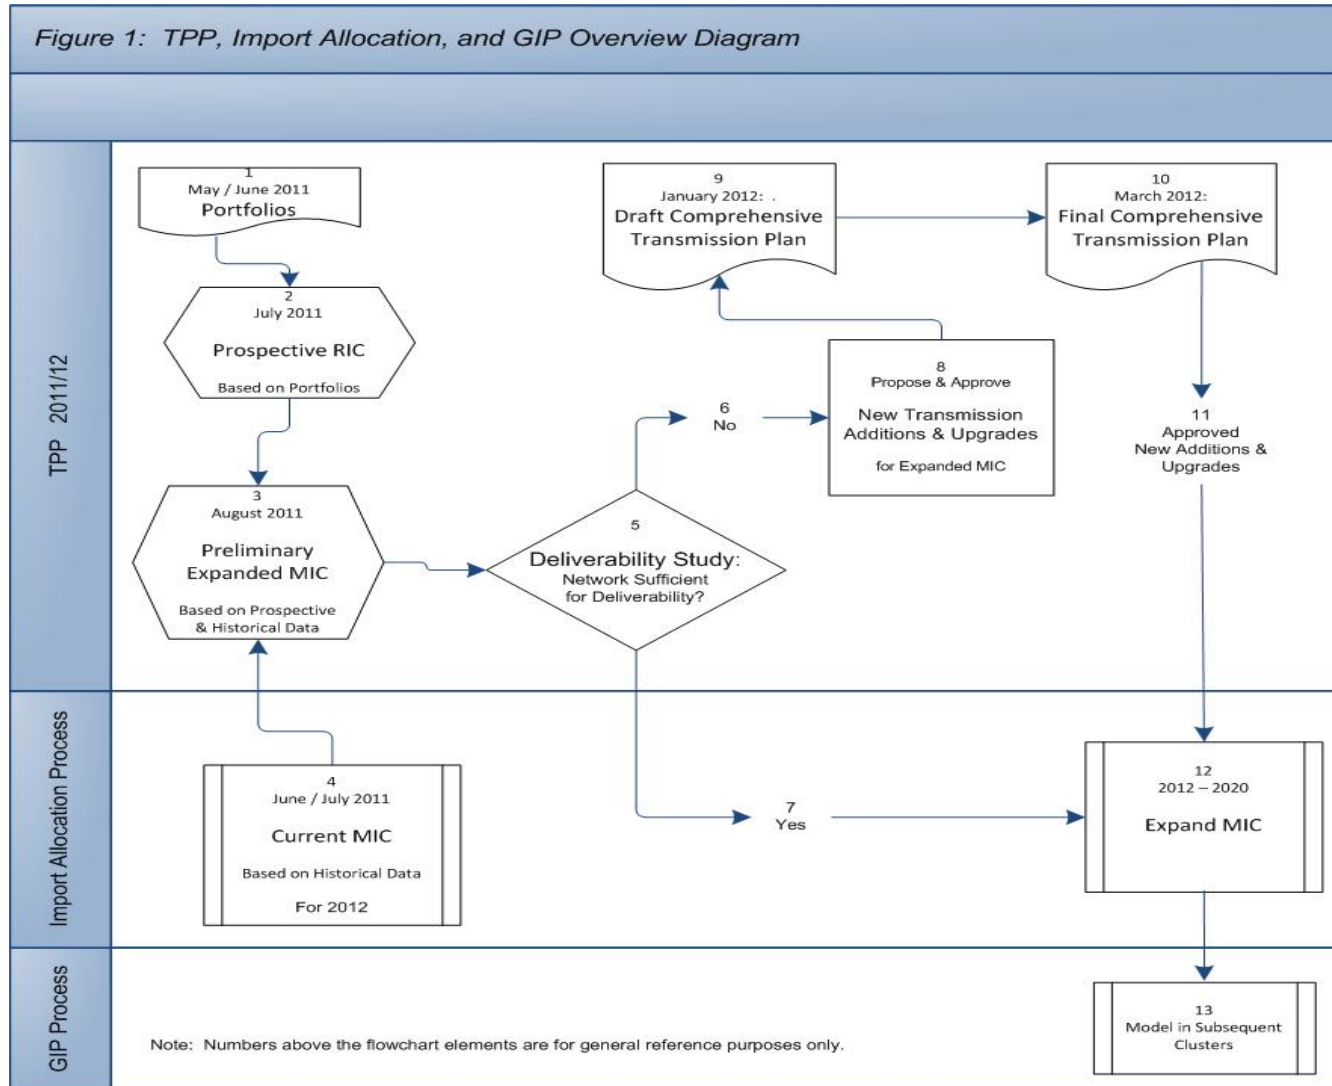 Figure 1:  TPP, Import Allocation, and GIP Overview Diagram
TPP  2011/12
1
May / June 2011
Portfolios
2
July 2011
Prospective RIC
Based on Portfolios
3
August 2011
Preliminary
Expanded MIC
Based on Prospective
& Historical Data
5
Deliverability Study:
Network Sufficient
for Deliverability?
6
No
8
Propose & Approve
New Transmission
Additions & Upgrades
for Expanded MIC
9
January 2012:  .
Draft Comprehensive
Transmission Plan
10
March 2012:
Final Comprehensive
Transmission Plan
11
Approved
New Additions &
Upgrades
Import Allocation Process
4
June / July 2011
Current MIC
Based on Historical Data
For 2012
7
Yes
12
2012 – 2020
Expand MIC
GIP Process
13
Model in Subsequent
Clusters
Note:  Numbers above the flowchart elements are for general reference purposes only.